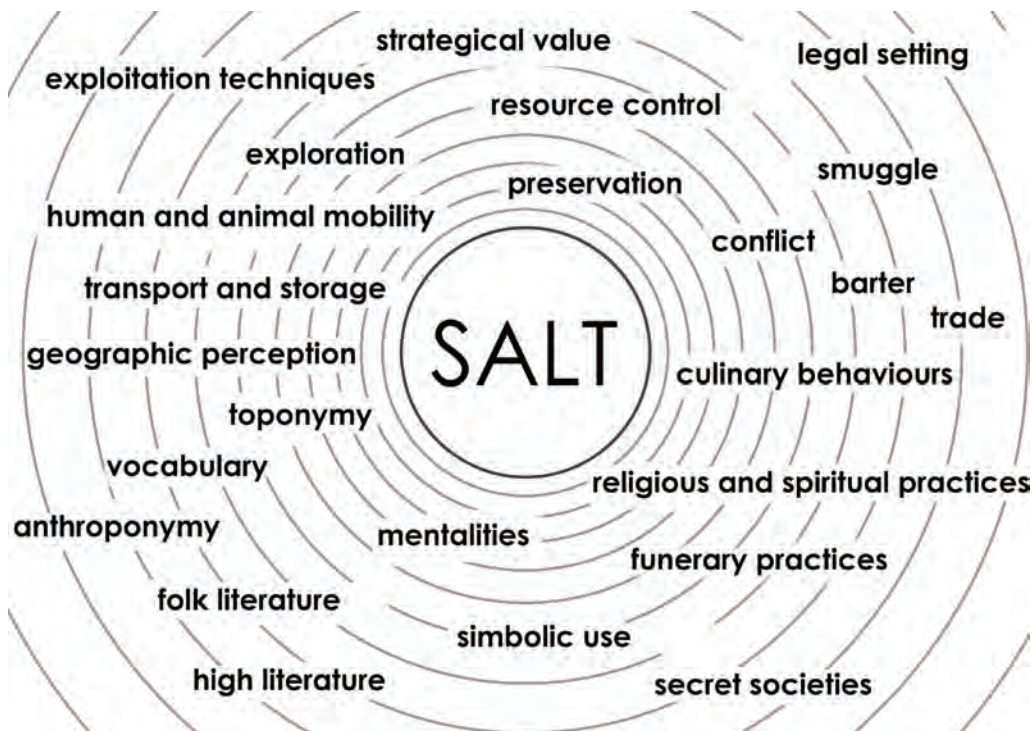 strategical value
legal setting
exploitation techniques
resource control
exploration
smuggle
preservation
human and animal mobility
conflict
transport and storage
barter
trade
SALT
geographic perception
culinary behaviours
toponymy
vocabulary
religious and spiritual practices
anthroponymy
mentalities
funerary practices
folk literature
simbolic use
high literature
secret societies